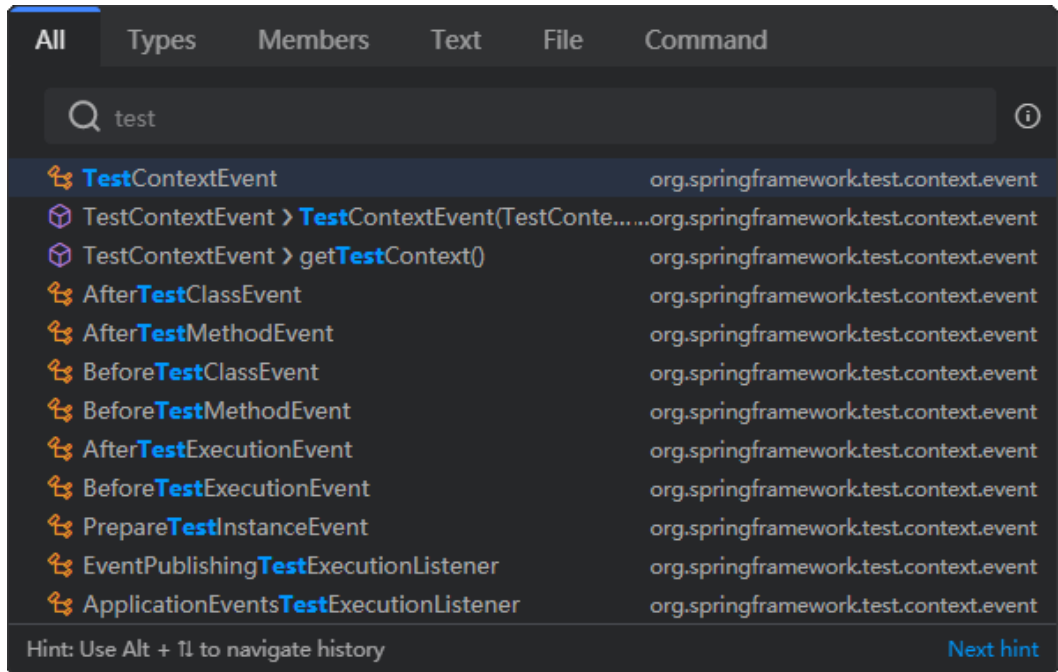 All Types Members Text File Command
test
TestContextEvent org.springframework.test.context.event
TestContextEvent › TestContextEvent(TestConte... ...org.springframework.test.context.event
TestContextEvent › getTestContext() org.springframework.test.context.event
AfterTestClassEvent org.springframework.test.context.event
AfterTestMethodEvent org.springframework.test.context.event
BeforeTestClassEvent org.springframework.test.context.event
BeforeTestMethodEvent org.springframework.test.context.event
AfterTestExecutionEvent org.springframework.test.context.event
BeforeTestExecutionEvent org.springframework.test.context.event
PrepareTestInstanceEvent org.springframework.test.context.event
EventPublishingTestExecutionListener org.springframework.test.context.event
ApplicationEventsTestExecutionListener org.springframework.test.context.event
Hint: Use Alt + ↑↓ to navigate history Next hint